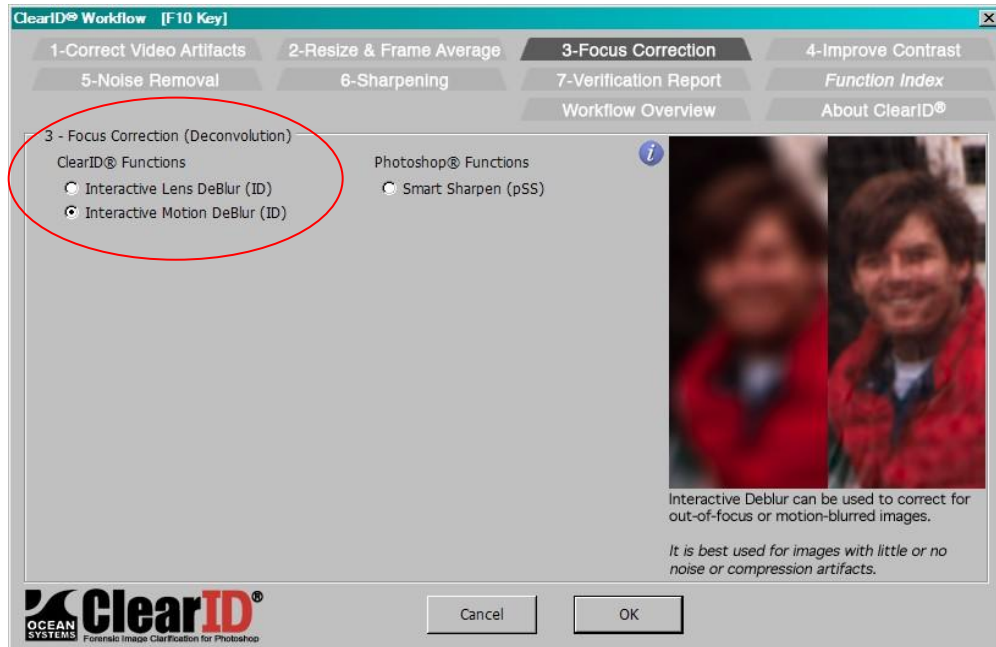 ClearID® Workflow [F10 Key]
1-Correct Video Artifacts 2-Resize & Frame Average 3-Focus Correction 4-Improve Contrast
5-Noise Removal 6-Sharpening 7-Verification Report Function Index
Workflow Overview About ClearID®
3 - Focus Correction (Deconvolution)
ClearID® Functions Photoshop® Functions
Interactive Lens DeBlur (ID) Smart Sharpen (pSS)
Interactive Motion DeBlur (ID)
i
Interactive Deblur can be used to correct for
out-of-focus or motion-blurred images.
It is best used for images with little or no
noise or compression artifacts.
OCEAN
SYSTEMS
ClearID®
Forensic Image Clarification for Photoshop
Cancel OK